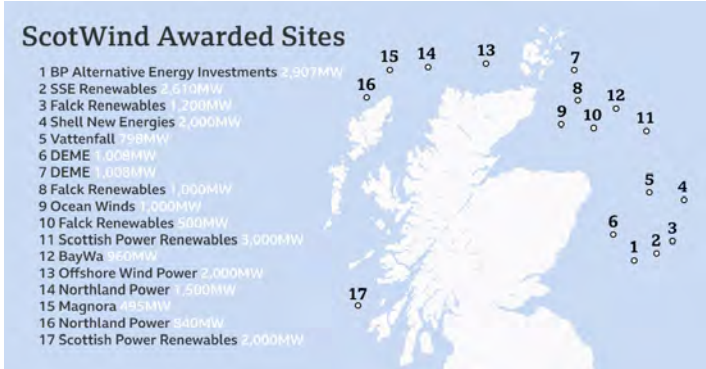 ScotWind Awarded Sites
1 BP Alternative Energy Investments 2,907MW
2 SSE Renewables 2,610MW
3 Falck Renewables 1,200MW
4 Shell New Energies 2,000MW
5 Vattenfall 798MW
6 DEME 1,008MW
7 DEME 1,008MW
8 Falck Renewables 1,000MW
9 Ocean Winds 1,000MW
10 Falck Renewables 500MW
11 Scottish Power Renewables 3,000MW
12 BayWa 960MW
13 Offshore Wind Power 2,000MW
14 Northland Power 1,500MW
15 Magnora 495MW
16 Northland Power 840MW
17 Scottish Power Renewables 2,000MW
13
14
15
7
16
8
12
9
10
11
5
4
6
3
2
1
17